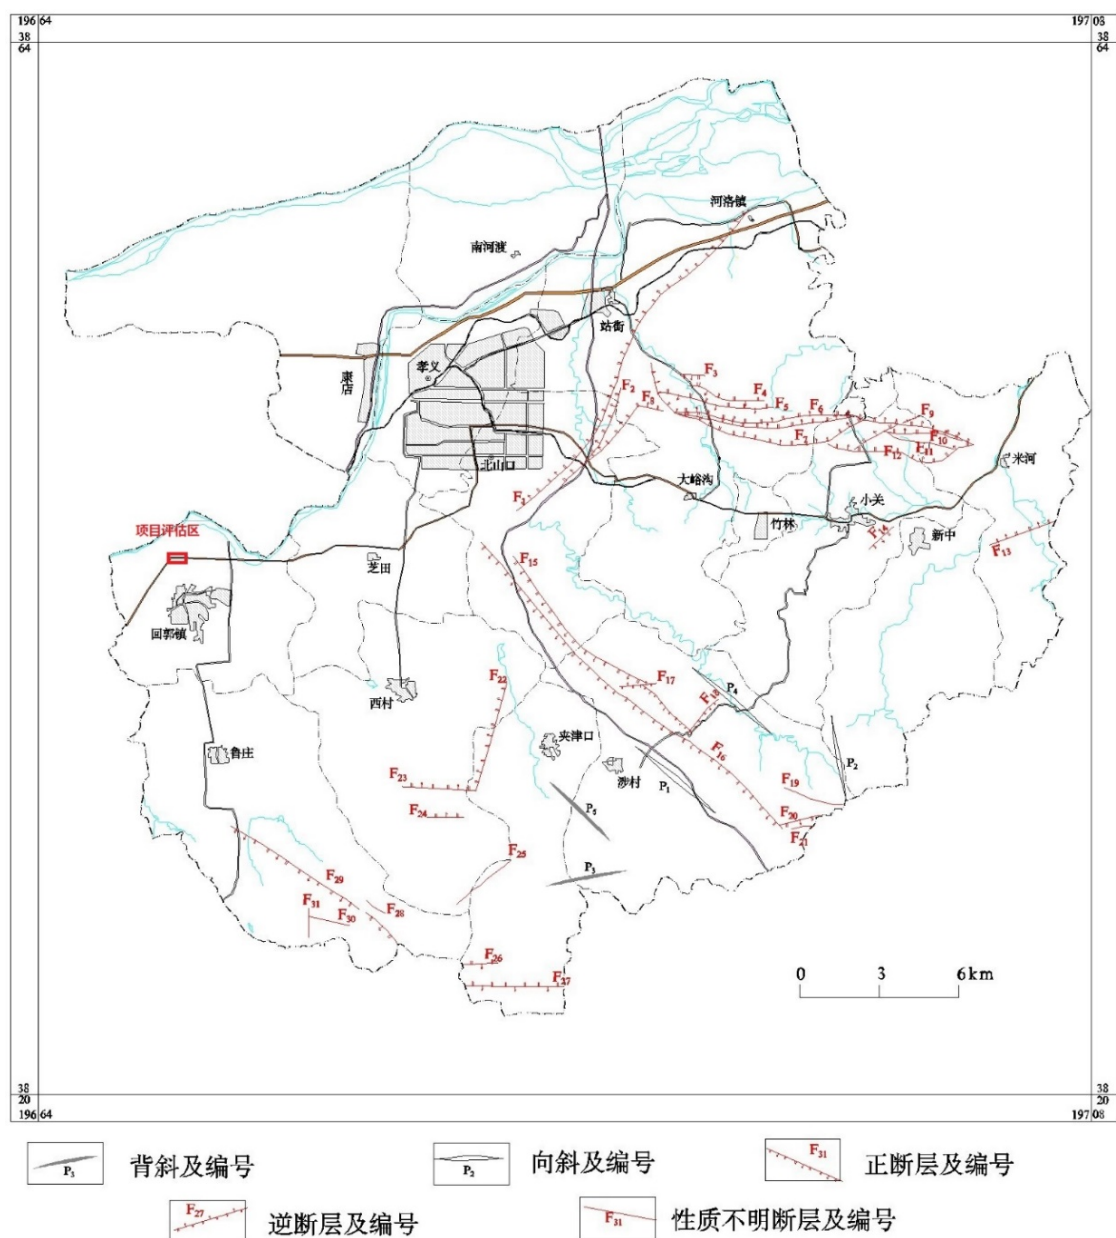 196 64
38
64
197 08
38
64
河洛镇
南河渡
站街
康店
孝义
F3
F2
F8
F4
F5
F6
F9
F7
F10
F11
F12
北山口
大峪沟
米河
F1
小关
竹林
F14
新中
F13
项目评估区
芝田
F15
回郭镇
西村
F22
F17
P4
F18
鲁庄
夹津口
涉村
F16
P2
P1
F23
F19
P5
F24
F20
F21
F25
P3
F29
F31
F28
F30
F26
F27
0 3 6km
38
20
196 64
38
20
197 08
P3 背斜及编号
P2 向斜及编号
F31 正断层及编号
F27 逆断层及编号
F31 性质不明断层及编号